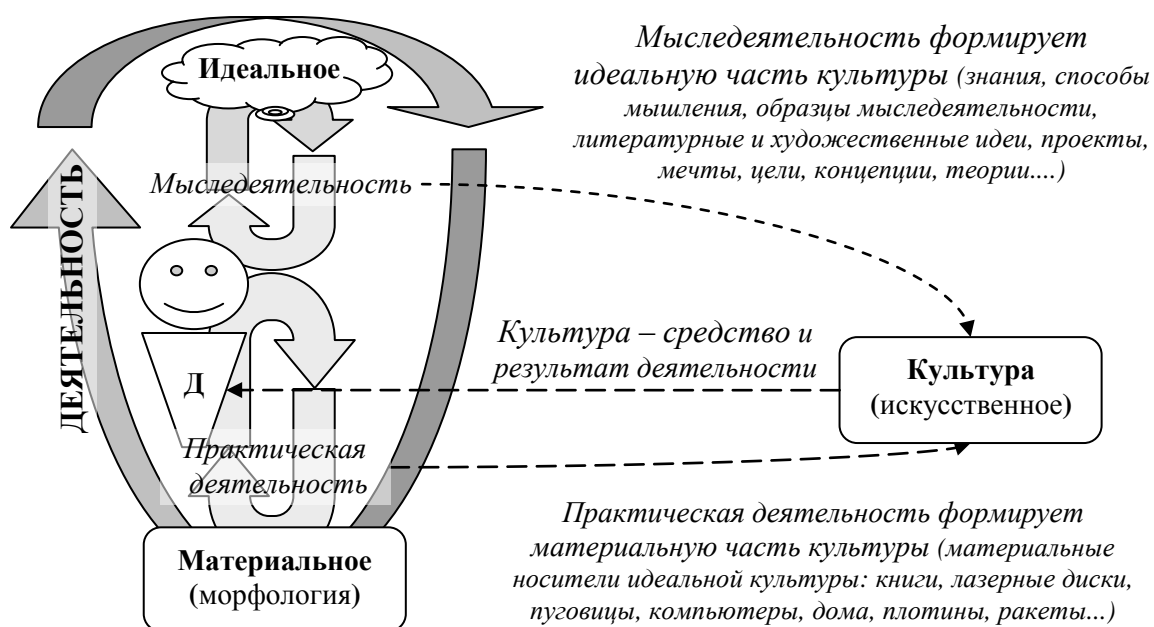 Идеальное
Мыследеятельность формирует
идеальную часть культуры (знания, способы
мышления, образцы мыследеятельности,
литературные и художественные идеи, проекты,
мечты, цели, концепции, теории....)
Мыследеятельность
ДЕЯТЕЛЬНОСТЬ
Культура – средство и
результат деятельности
Д
Культура
(искусственное)
Практическая
деятельность
Практическая деятельность формирует
материальную часть культуры (материальные
носители идеальной культуры: книги, лазерные диски,
пуговицы, компьютеры, дома, плотины, ракеты...)
Материальное
(морфология)